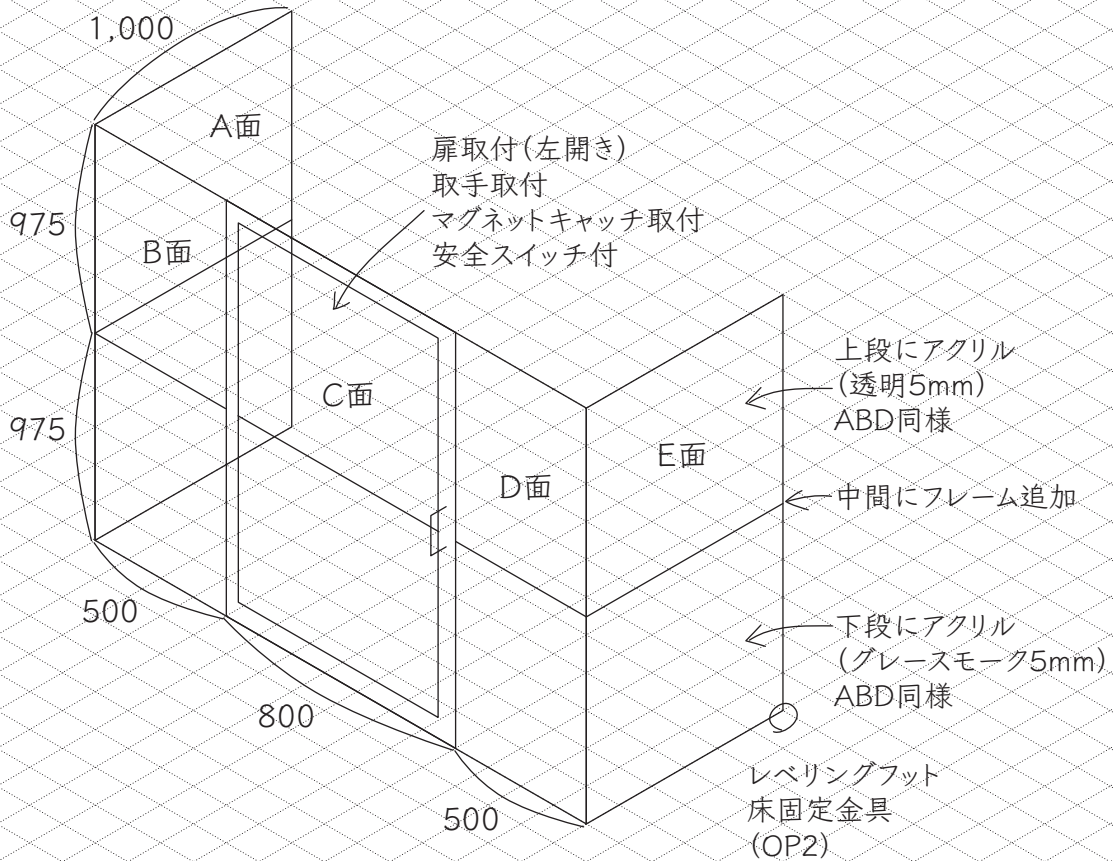 1,000
A面
扉取付(左開き)
取手取付
マグネットキャッチ取付
安全スイッチ付
975
B面
上段にアクリル
(透明5mm)
ABD同様
C面
975
E面
D面
中間にフレーム追加
500
下段にアクリル
(グレースモーク5mm)
ABD同様
800
レベリングフット
床固定金具
(OP2)
500